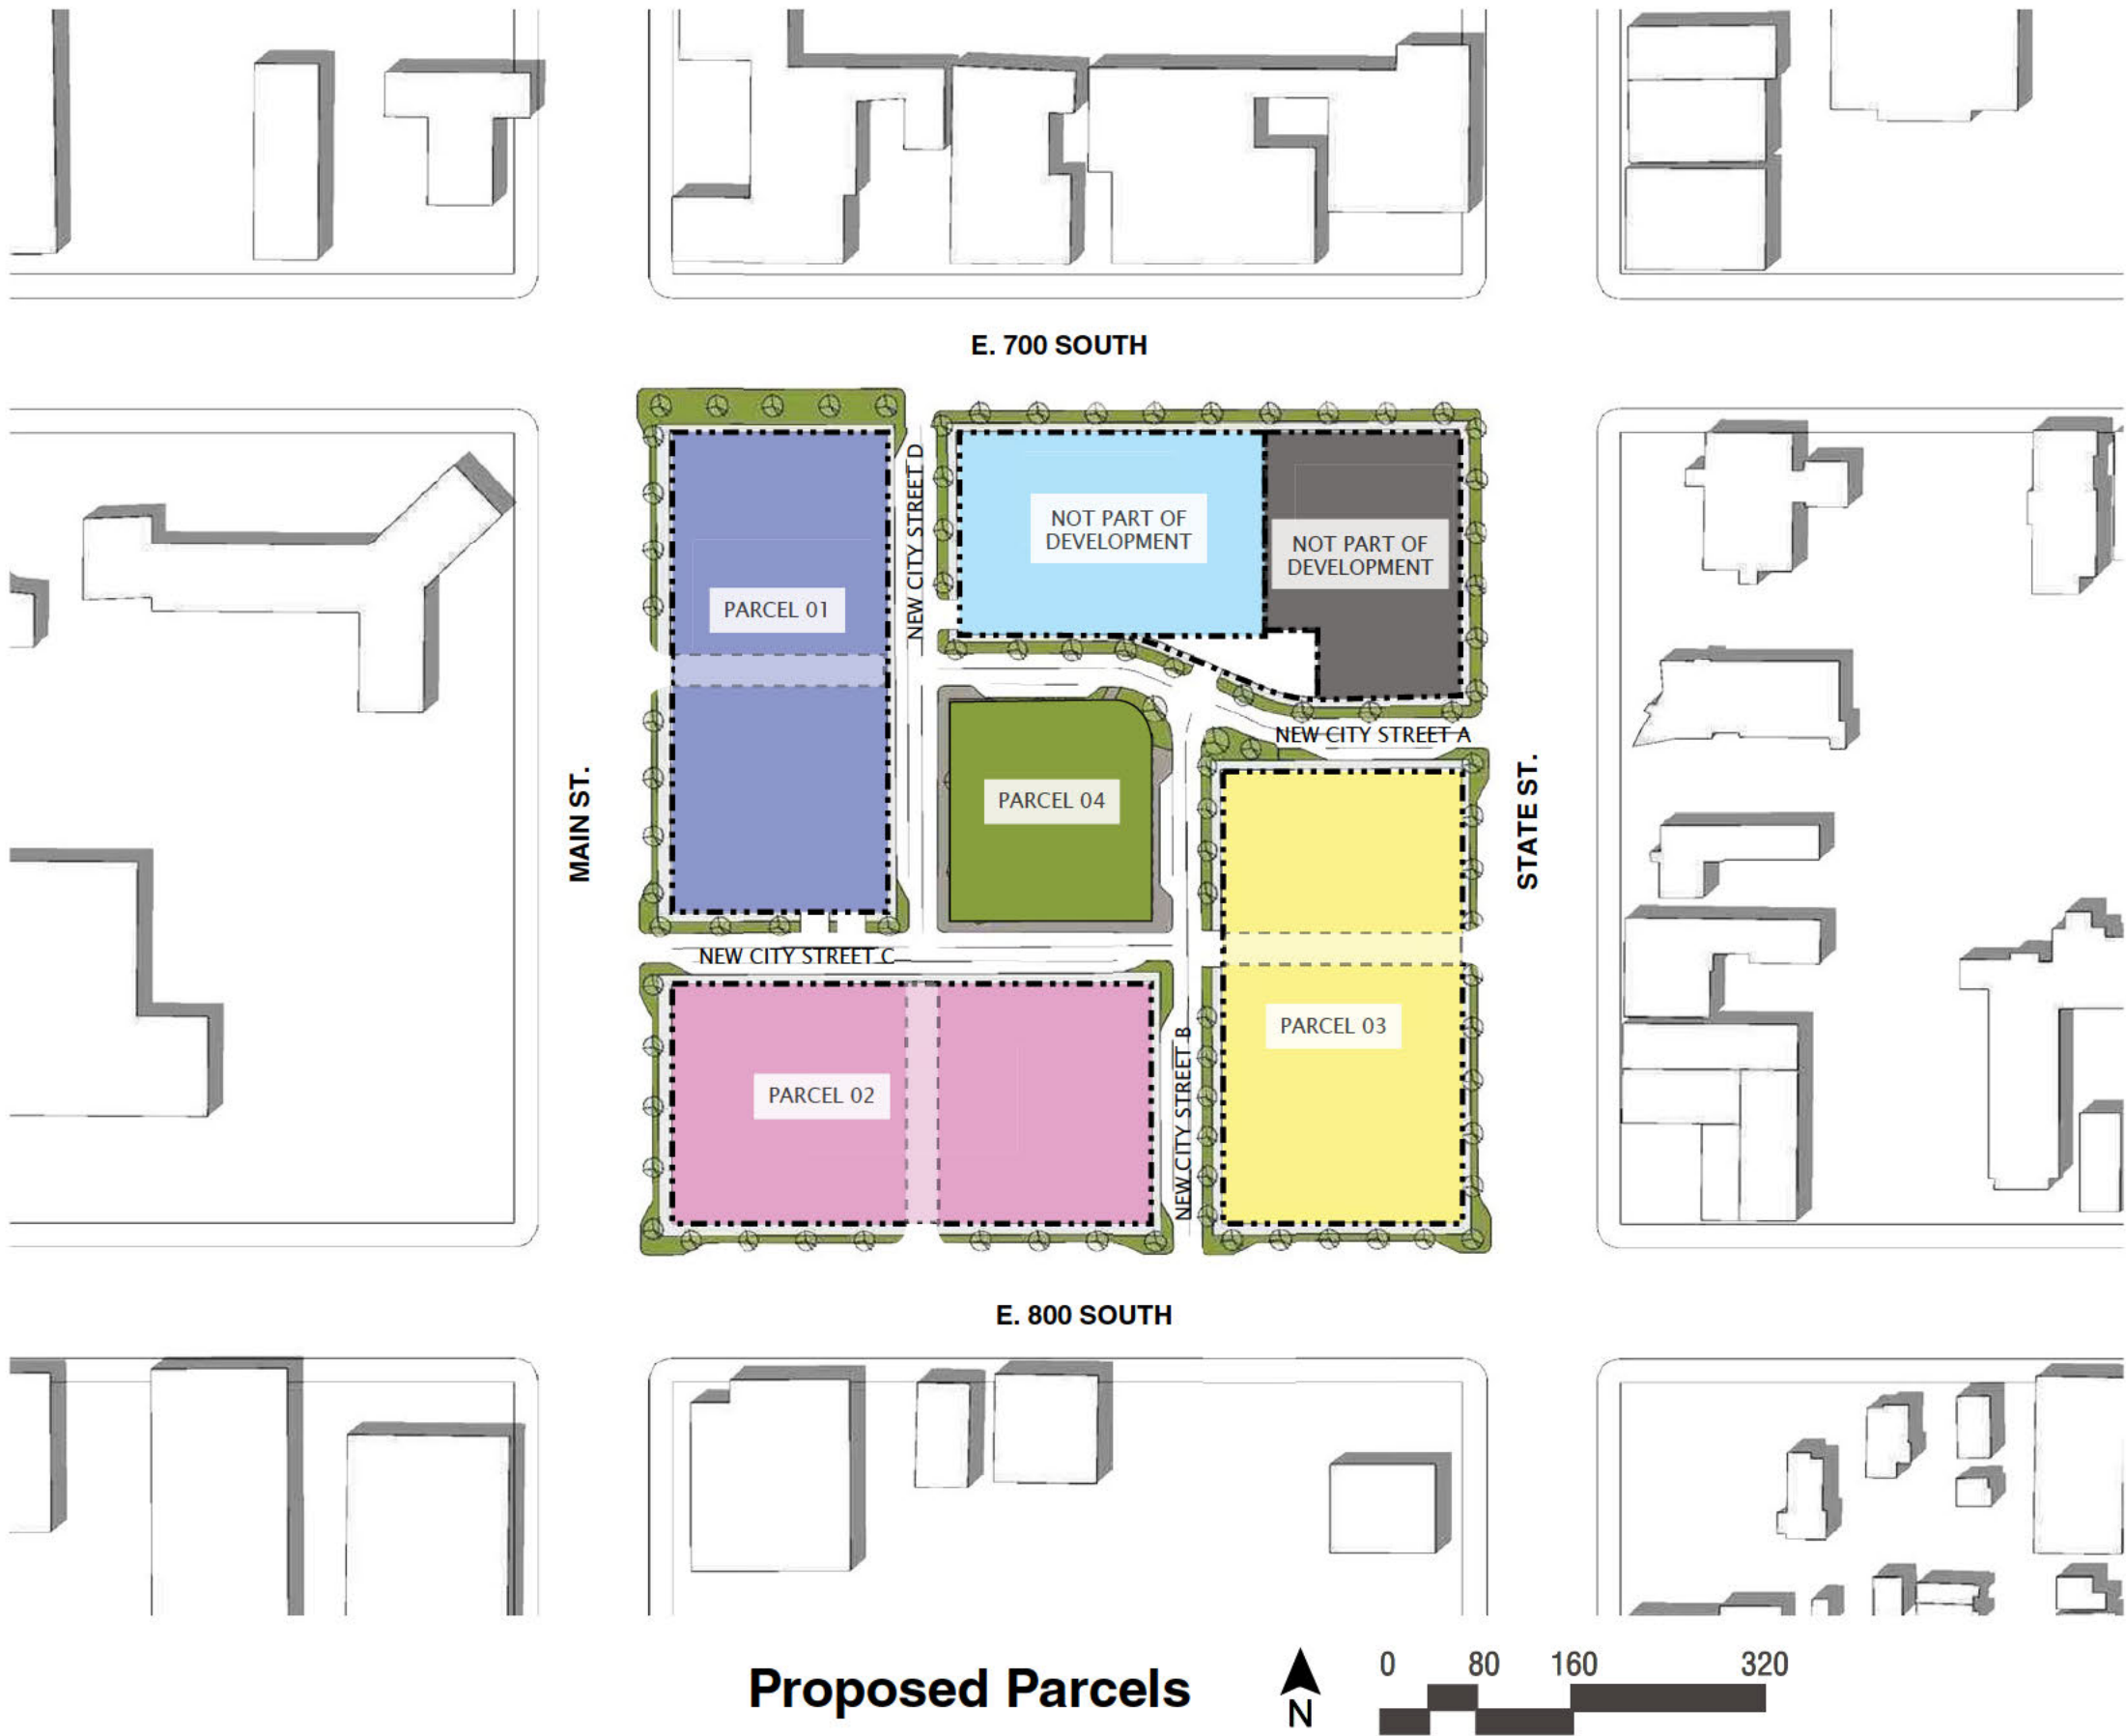 E. 700 SOUTH
NEW CITY STREET D
NOT PART OF
DEVELOPMENT
NOT PART OF
DEVELOPMENT
PARCEL 01
NEW CITY STREET A
MAIN ST.
PARCEL 04
STATE ST.
NEW CITY STREET C
PARCEL 03
PARCEL 02
NEW CITY STREET B
E. 800 SOUTH
Proposed Parcels
N
0 80 160 320